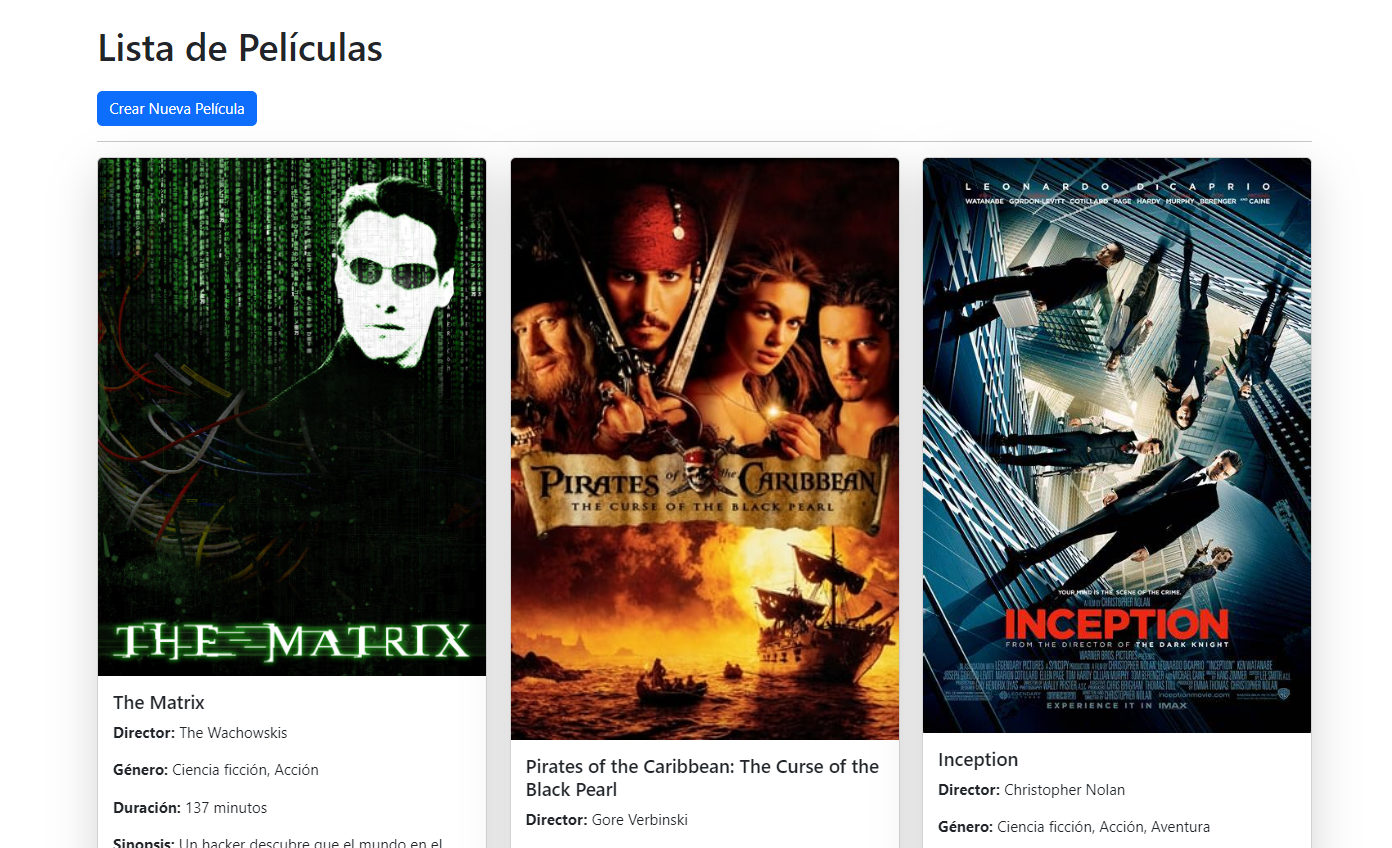 Lista de Películas
Crear Nueva Película
THE MATRIX
The Matrix
Director: The Wachowskis
Género: Ciencia ficción, Acción
Duración: 137 minutos
Sinopsis: Un hacker descubre que el mundo en el
PIRATES of the CARIBBEAN
THE CURSE OF THE BLACK PEARL
Pirates of the Caribbean: The Curse of the
Black Pearl
Director: Gore Verbinski
LEONARDO DiCAPRIO
WATANABE GORDON-LEVITT COTILLARD PAGE HARDY MURPHY BERENGER AND CAINE
YOUR MIND IS THE SCENE OF THE CRIME.
A FILM BY CHRISTOPHER NOLAN
INCEPTION
FROM THE DIRECTOR OF THE DARK KNIGHT
WARNER BROS. PICTURES
inceptionmovie.com
EXPERIENCE IT IN IMAX
Inception
Director: Christopher Nolan
Género: Ciencia ficción, Acción, Aventura